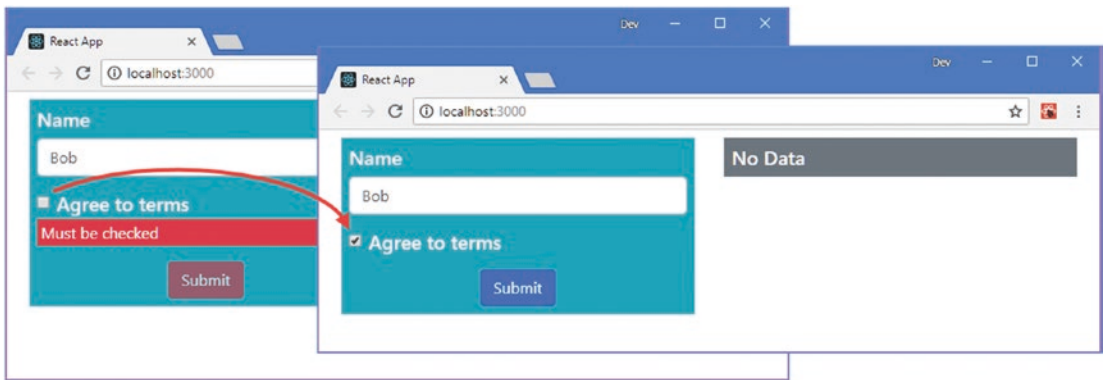 Dev
React App
localhost:3000
Name
Bob
Agree to terms
Must be checked
Submit
Dev
React App
localhost:3000
Name
Bob
Agree to terms
Submit
No Data